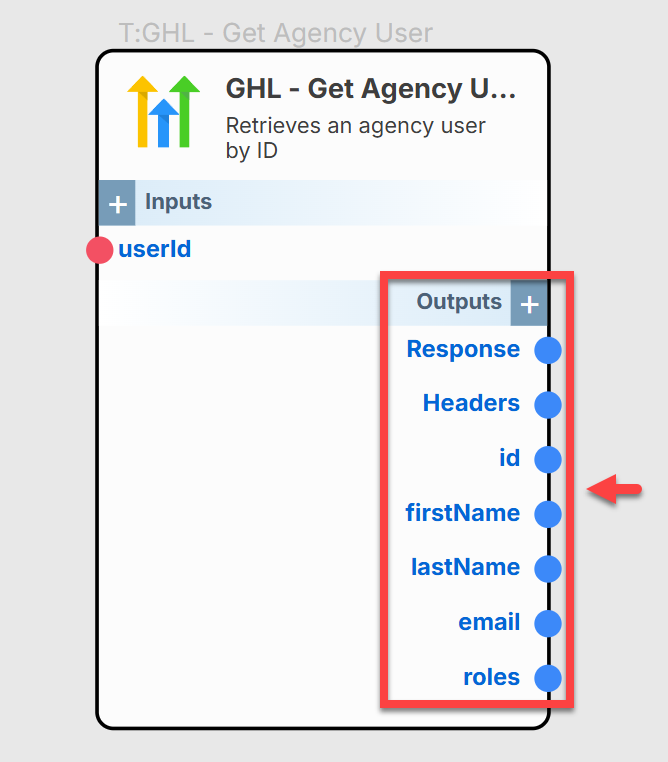 T:GHL - Get Agency User
GHL - Get Agency U...
Retrieves an agency user
by ID
+ Inputs
userId
Outputs +
Response
Headers
id
firstName
lastName
email
roles